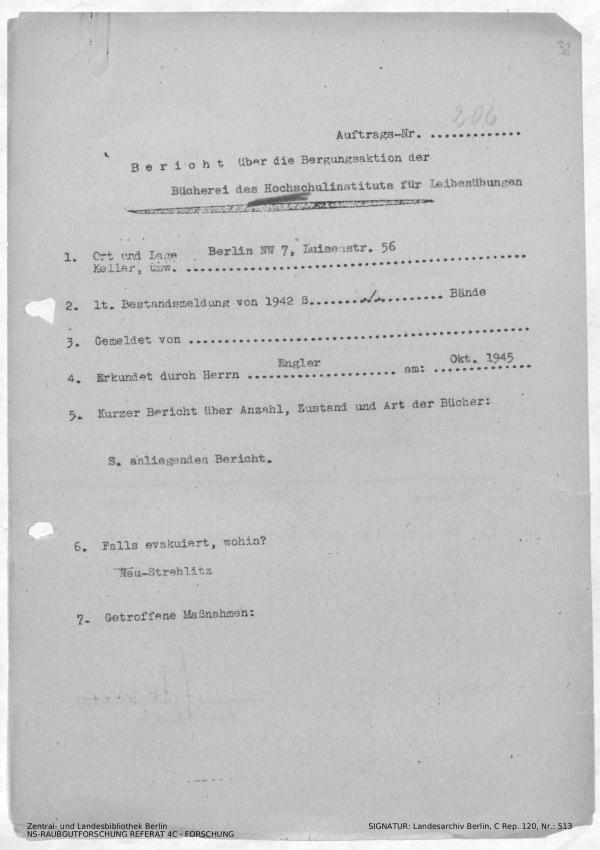 32
206
Auftrags-Nr. .............
B e r i c h t über die Bergungsaktion der
Bücherei des Hochschulinstituts für Leibesübungen
1. Ort und Lage Berlin NW 7, Luisenstr. 56
Keller, usw. ...............................................
2. lt. Bestandsmeldung von 1942 ß......../.......... Bände
3. Gemeldet von ...............................................
4. Erkundet durch Herrn Engler am: Okt. 1945
5. Kurzer Bericht über Anzahl, Zustand und Art der Bücher:
S. anliegenden Bericht.
6. Falls evakuiert, wohin?
Neu-Strehlitz
7. Getroffene Maßnahmen:
Zentral- und Landesbibliothek Berlin
NS-RAUBGUTFORSCHUNG REFERAT 4C - FORSCHUNG
SIGNATUR: Landesarchiv Berlin, C Rep. 120, Nr.: 513